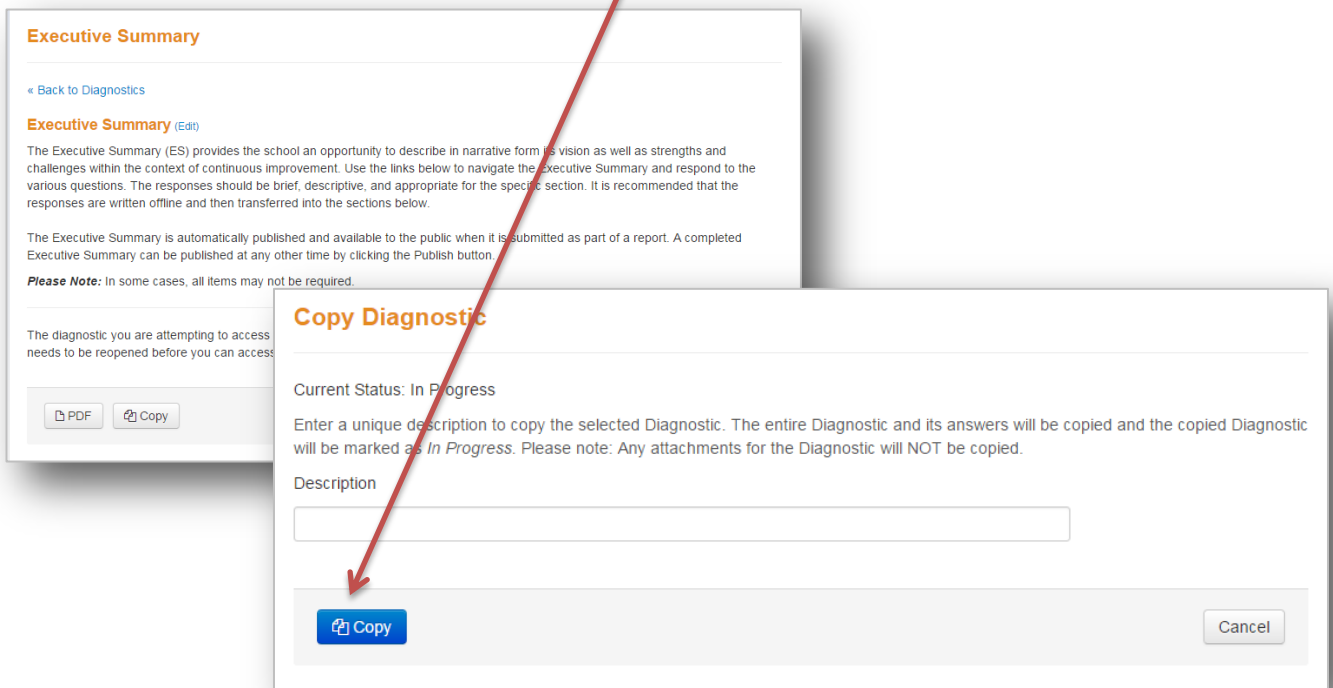 Executive Summary
« Back to Diagnostics
Executive Summary (Edit)
The Executive Summary (ES) provides the school an opportunity to describe in narrative form its vision as well as strengths and
challenges within the context of continuous improvement. Use the links below to navigate the Executive Summary and respond to the
various questions. The responses should be brief, descriptive, and appropriate for the specific section. It is recommended that the
responses are written offline and then transferred into the sections below.
The Executive Summary is automatically published and available to the public when it is submitted as part of a report. A completed
Executive Summary can be published at any other time by clicking the Publish button.
Please Note: In some cases, all items may not be required.
The diagnostic you are attempting to access
needs to be reopened before you can access
PDF Copy
Copy Diagnostic
Current Status: In Progress
Enter a unique description to copy the selected Diagnostic. The entire Diagnostic and its answers will be copied and the copied Diagnostic
will be marked as In Progress. Please note: Any attachments for the Diagnostic will NOT be copied.
Description
Copy Cancel